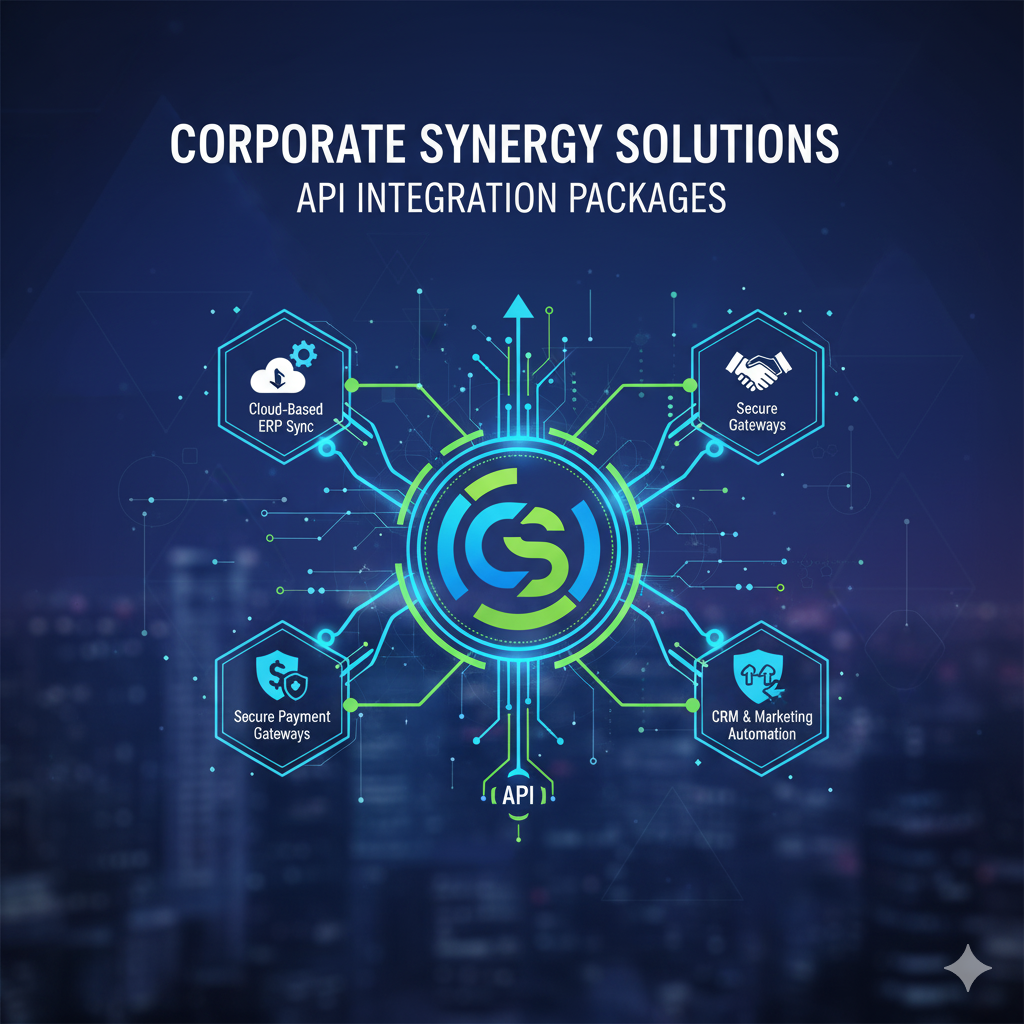 CORPORATE SYNERGY SOLUTIONS
API INTEGRATION PACKAGES
Cloud-Based
ERP Sync
Secure
Gateways
CS
Secure Payment
Gateways
CRM & Marketing
Automation
API